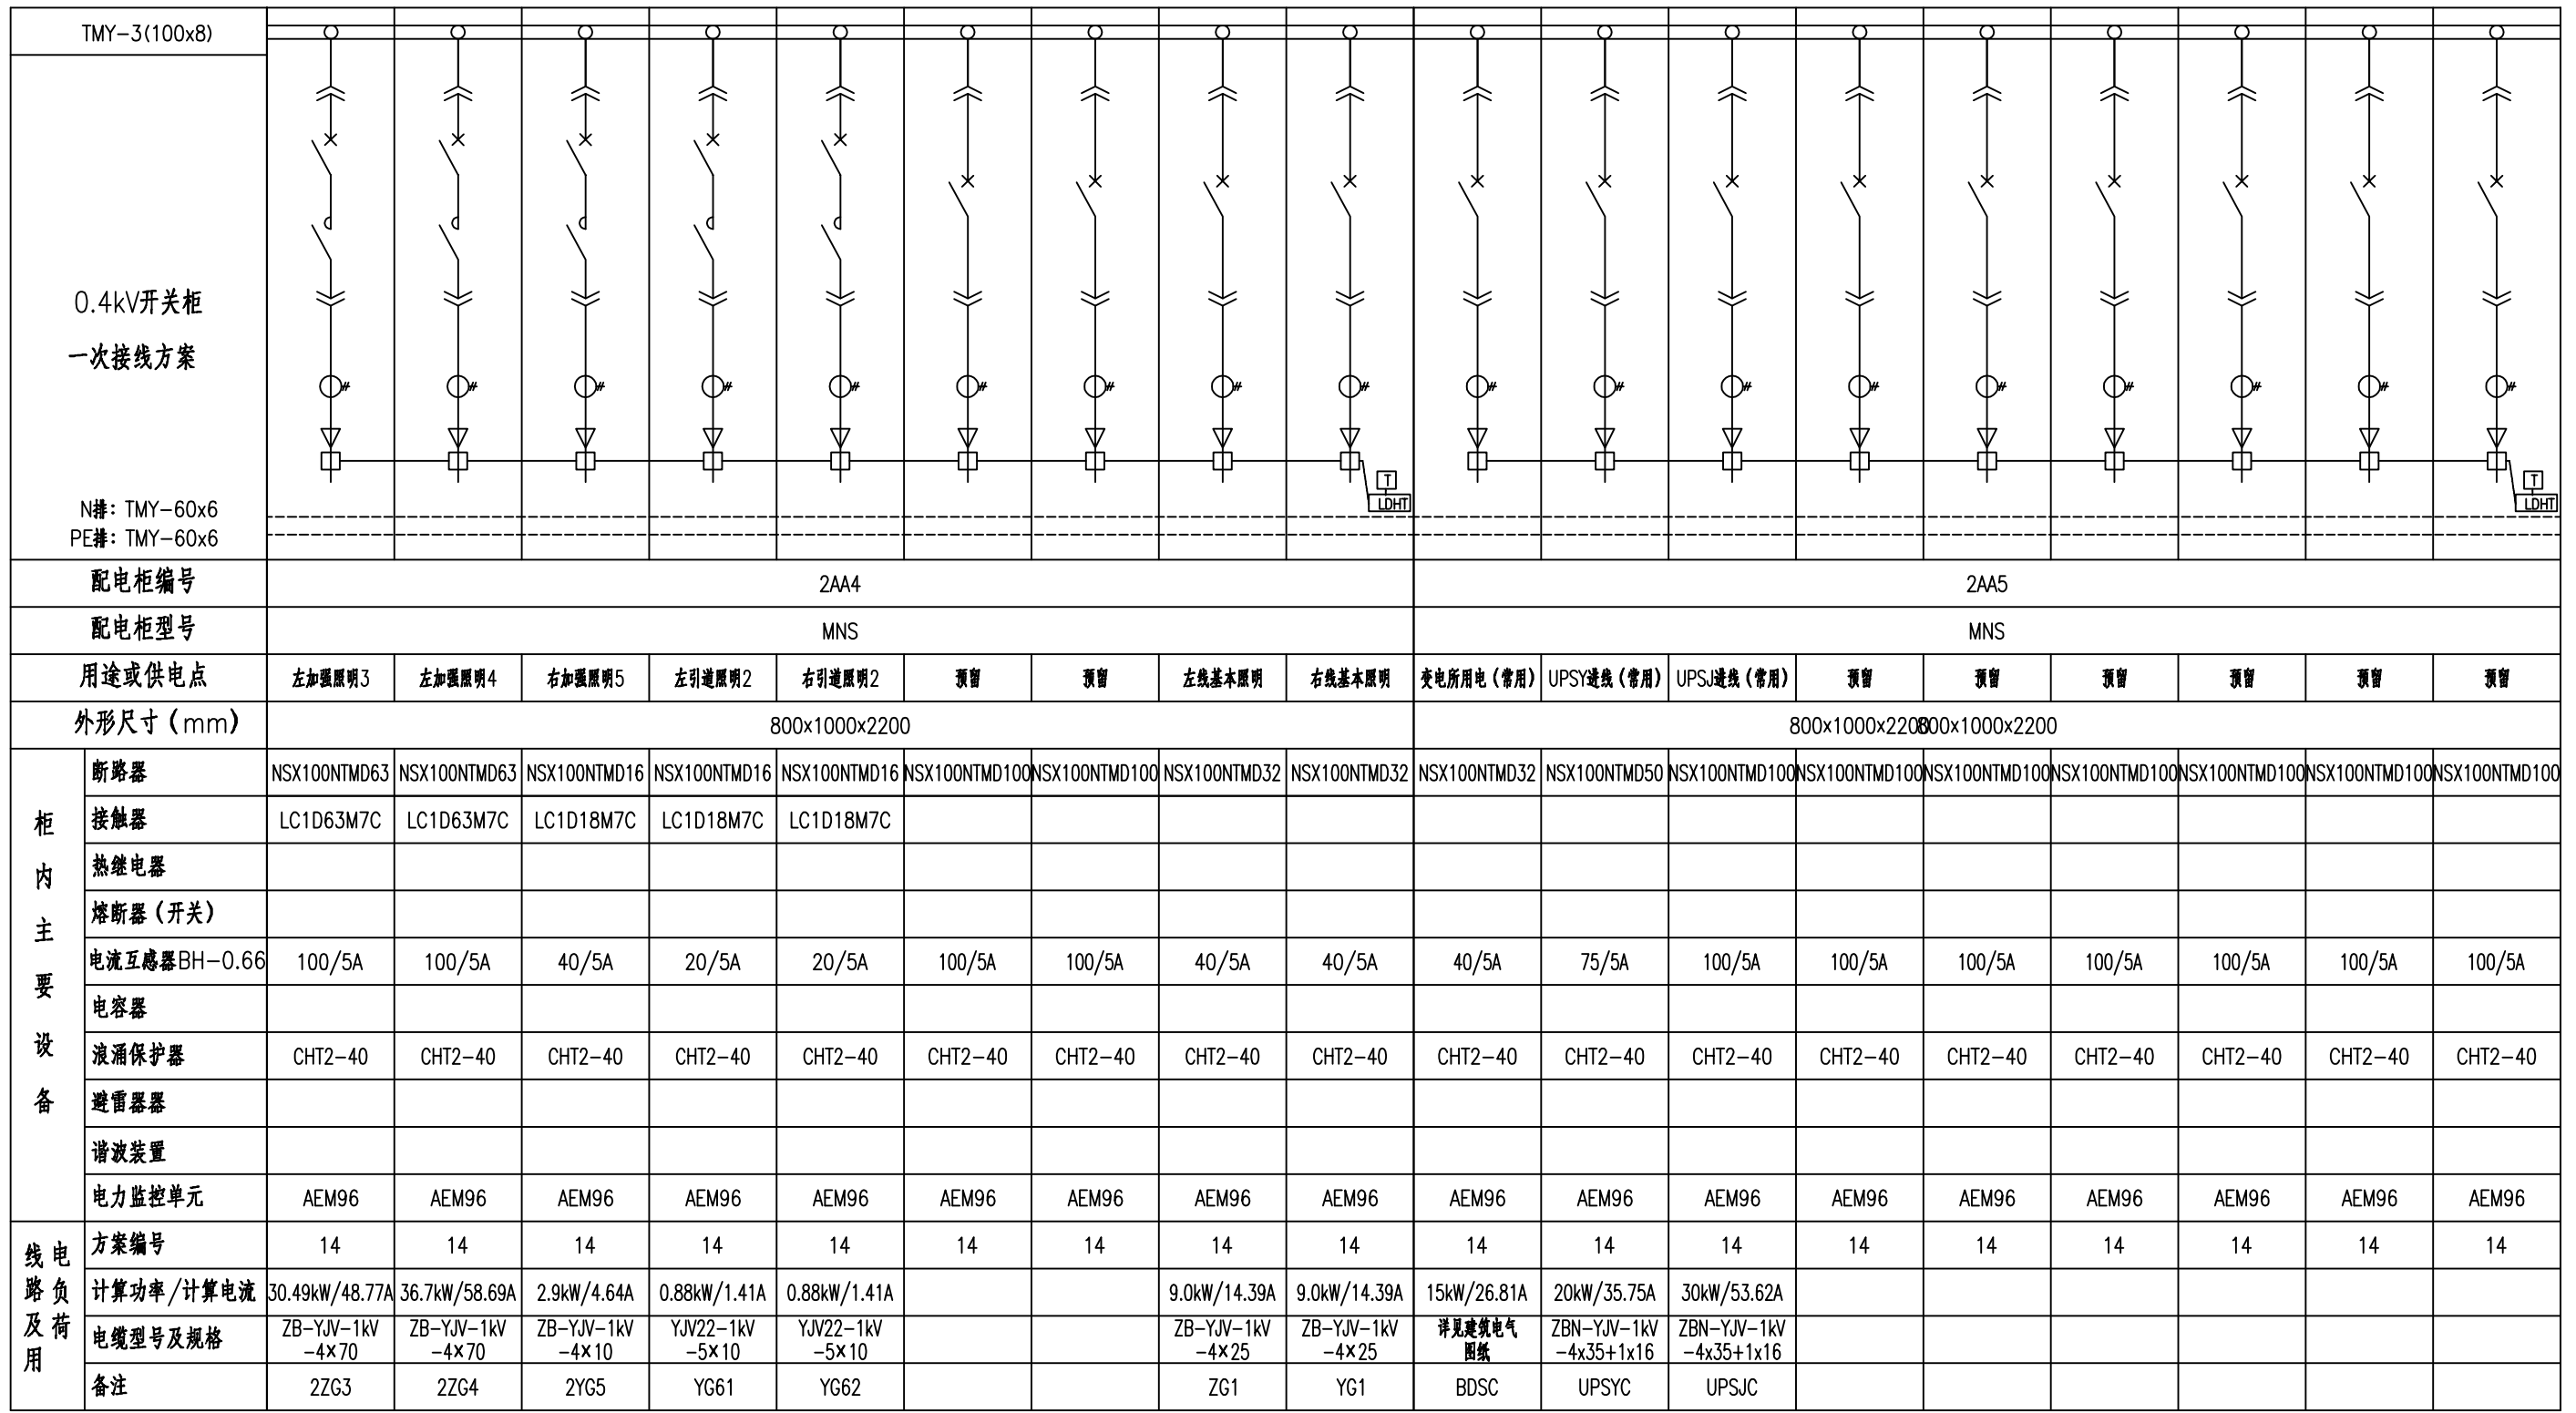 TMY-3(100x8)
0.4kV开关柜
一次接线方案
N排：TMY-60x6
PE排：TMY-60x6
T
LDHT
T
LDHT
配电柜编号 2AA4 2AA5
配电柜型号 MNS MNS
用途或供电点 左加强照明3 左加强照明4 右加强照明5 左引道照明2 右引道照明2 预留 预留 左线基本照明 右线基本照明 变电所用电（常用） UPSY进线（常用） UPSJ进线（常用） 预留 预留 预留 预留 预留 预留
外形尺寸（mm） 800x1000x2200 800x1000x2200 800x1000x2200
柜内主要设备
断路器 NSX100NTMD63 NSX100NTMD63 NSX100NTMD16 NSX100NTMD16 NSX100NTMD16 NSX100NTMD100 NSX100NTMD100 NSX100NTMD32 NSX100NTMD32 NSX100NTMD32 NSX100NTMD50 NSX100NTMD100 NSX100NTMD100 NSX100NTMD100 NSX100NTMD100 NSX100NTMD100 NSX100NTMD100 NSX100NTMD100
接触器 LC1D63M7C LC1D63M7C LC1D18M7C LC1D18M7C LC1D18M7C
热继电器
熔断器（开关）
电流互感器BH-0.66 100/5A 100/5A 40/5A 20/5A 20/5A 100/5A 100/5A 40/5A 40/5A 40/5A 75/5A 100/5A 100/5A 100/5A 100/5A 100/5A 100/5A 100/5A
电容器
浪涌保护器 CHT2-40 CHT2-40 CHT2-40 CHT2-40 CHT2-40 CHT2-40 CHT2-40 CHT2-40 CHT2-40 CHT2-40 CHT2-40 CHT2-40 CHT2-40 CHT2-40 CHT2-40 CHT2-40 CHT2-40 CHT2-40
避雷器器
谐波装置
电力监控单元 AEM96 AEM96 AEM96 AEM96 AEM96 AEM96 AEM96 AEM96 AEM96 AEM96 AEM96 AEM96 AEM96 AEM96 AEM96 AEM96 AEM96 AEM96
线路及用
电负荷
方案编号 14 14 14 14 14 14 14 14 14 14 14 14 14 14 14 14 14 14
计算功率/计算电流 30.49kW/48.77A 36.7kW/58.69A 2.9kW/4.64A 0.88kW/1.41A 0.88kW/1.41A 9.0kW/14.39A 9.0kW/14.39A 15kW/26.81A 20kW/35.75A 30kW/53.62A
电缆型号及规格 ZB-YJV-1kV ZB-YJV-1kV ZB-YJV-1kV YJV22-1kV YJV22-1kV ZB-YJV-1kV ZB-YJV-1kV 详见建筑电气 ZBN-YJV-1kV ZBN-YJV-1kV
-4×70 -4×70 -4×10 -5×10 -5×10 -4×25 -4×25 图纸 -4x35+1x16 -4x35+1x16
备注 2ZG3 2ZG4 2YG5 YG61 YG62 ZG1 YG1 BDSC UPSYC UPSJC